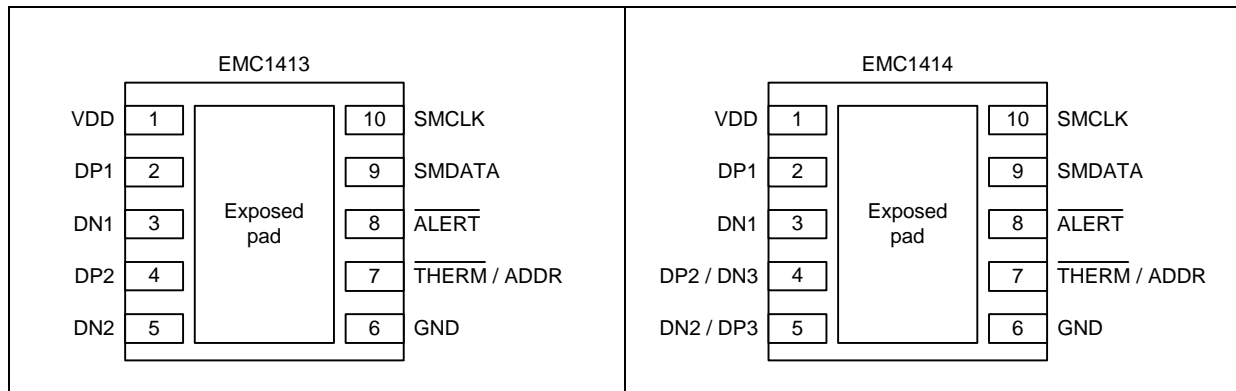 EMC1413
VDD 1 10 SMCLK
DP1 2 9 SMDATA
DN1 3 8 ALERT
DP2 4 7 THERM / ADDR
DN2 5 6 GND
Exposed
pad
EMC1414
VDD 1 10 SMCLK
DP1 2 9 SMDATA
DN1 3 8 ALERT
DP2 / DN3 4 7 THERM / ADDR
DN2 / DP3 5 6 GND
Exposed
pad